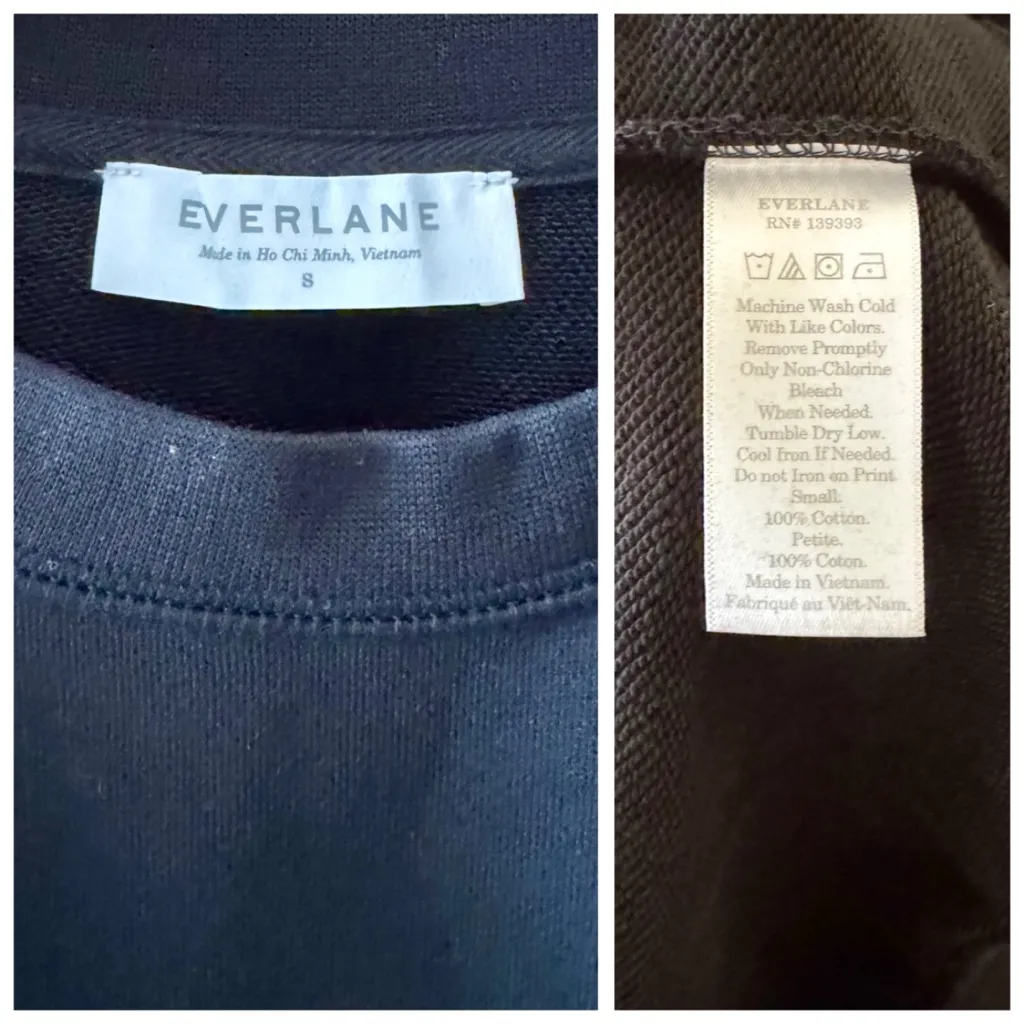 EVERLANE
Made in Ho Chi Minh, Vietnam
S
EVERLANE
RN# 139393
Machine Wash Cold
With Like Colors.
Remove Promptly
Only Non-Chlorine
Bleach
When Needed.
Tumble Dry Low.
Cool Iron If Needed.
Do not Iron on Print.
Small.
100% Cotton.
Petite.
100% Coton.
Made in Vietnam.
Fabriqué au Việt-Nam.